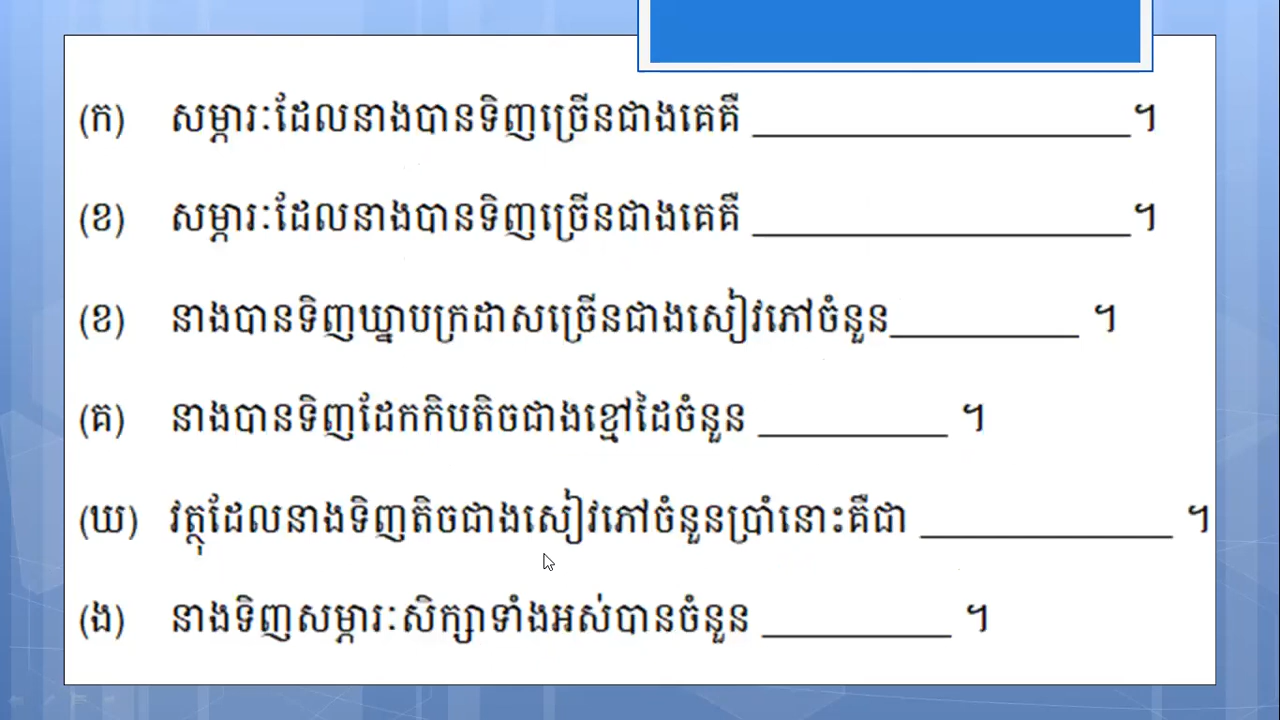 (ក) សម្ភារៈដែលនាងបានទិញច្រើនជាងគេគឺ ____________________។
(ខ) សម្ភារៈដែលនាងបានទិញច្រើនជាងគេគឺ ____________________។
(ខ) នាងបានទិញឃ្នាបក្រដាសច្រើនជាងសៀវភៅចំនួន__________ ។
(គ) នាងបានទិញដែកកិបតិចជាងខ្មៅដៃចំនួន __________ ។
(ឃ) វត្ថុដែលនាងទិញតិចជាងសៀវភៅចំនួនប្រាំនោះគឺជា _____________ ។
(ង) នាងទិញសម្ភារៈសិក្សាទាំងអស់បានចំនួន __________ ។